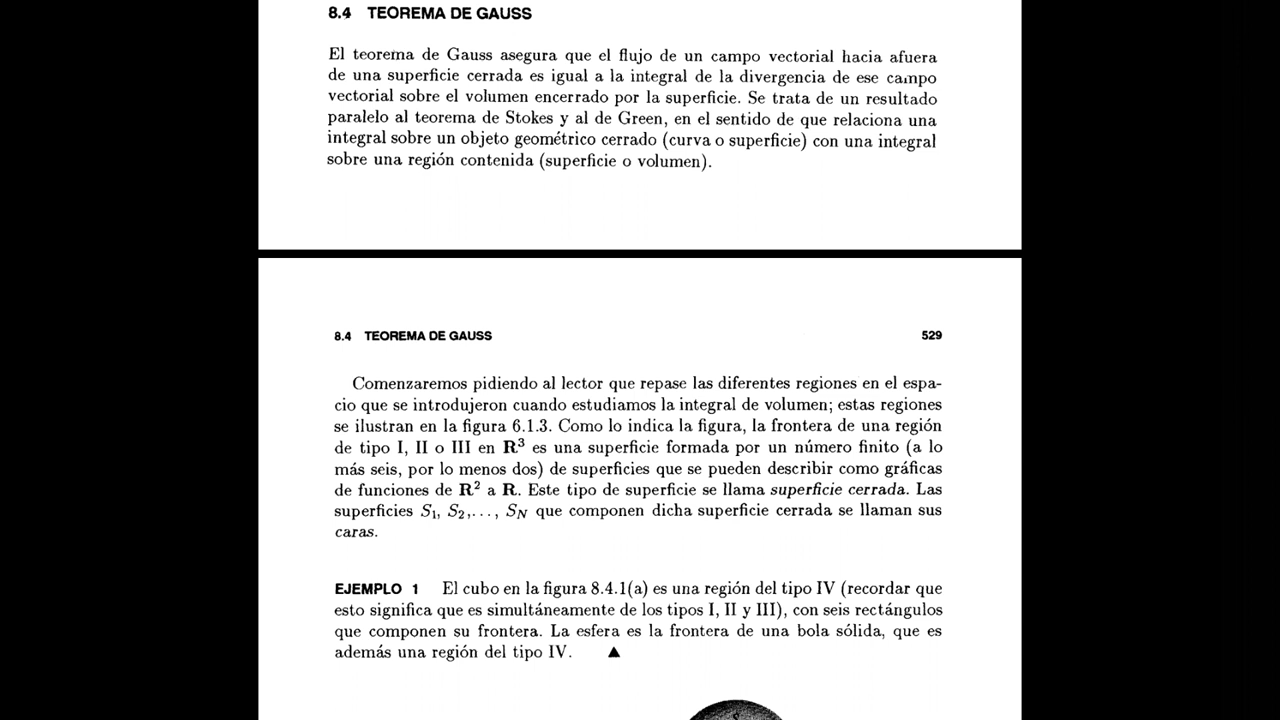 8.4 TEOREMA DE GAUSS
El teorema de Gauss asegura que el flujo de un campo vectorial hacia afuera
de una superficie cerrada es igual a la integral de la divergencia de ese campo
vectorial sobre el volumen encerrado por la superficie. Se trata de un resultado
paralelo al teorema de Stokes y al de Green, en el sentido de que relaciona una
integral sobre un objeto geométrico cerrado (curva o superficie) con una integral
sobre una región contenida (superficie o volumen).
8.4 TEOREMA DE GAUSS 529
Comenzaremos pidiendo al lector que repase las diferentes regiones en el espa-
cio que se introdujeron cuando estudiamos la integral de volumen; estas regiones
se ilustran en la figura 6.1.3. Como lo indica la figura, la frontera de una región
de tipo I, II o III en R³ es una superficie formada por un número finito (a lo
más seis, por lo menos dos) de superficies que se pueden describir como gráficas
de funciones de R² a R. Este tipo de superficie se llama superficie cerrada. Las
superficies S₁, S₂,..., S_N que componen dicha superficie cerrada se llaman sus
caras.
EJEMPLO 1 El cubo en la figura 8.4.1(a) es una región del tipo IV (recordar que
esto significa que es simultáneamente de los tipos I, II y III), con seis rectángulos
que componen su frontera. La esfera es la frontera de una bola sólida, que es
además una región del tipo IV. ▲